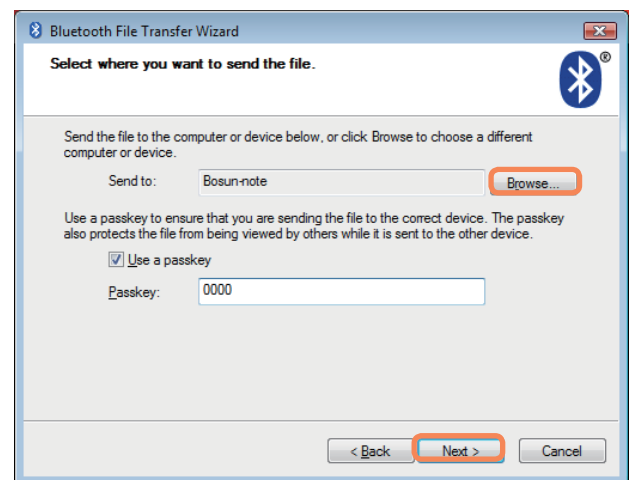 Bluetooth File Transfer Wizard
Select where you want to send the file.
®
Send the file to the computer or device below, or click Browse to choose a different
computer or device.
Send to: Bosun-note Browse...
Use a passkey to ensure that you are sending the file to the correct device. The passkey
also protects the file from being viewed by others while it is sent to the other device.
Use a passkey
Passkey: 0000
< Back Next > Cancel